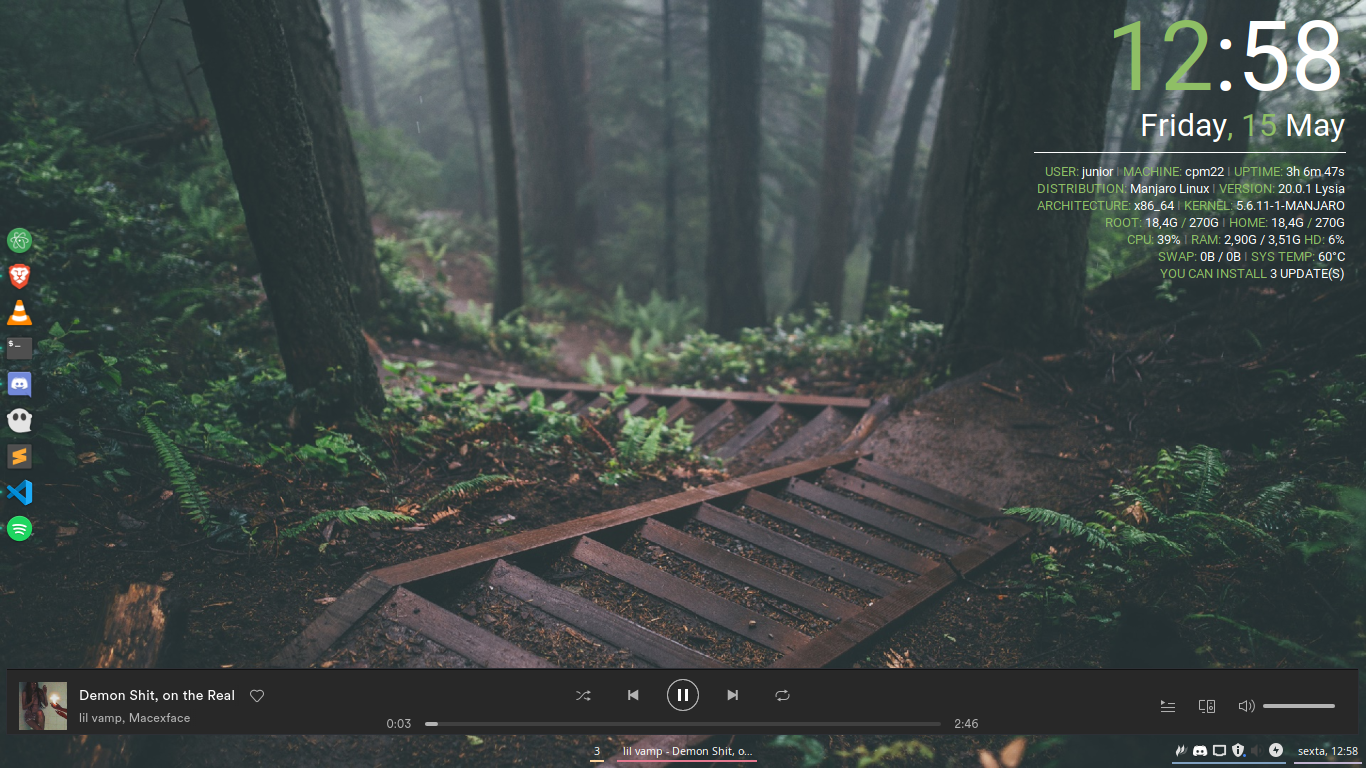 12:58
Friday, 15 May
USER: junior | MACHINE: cpm22 | UPTIME: 3h 6m 47s
DISTRIBUTION: Manjaro Linux | VERSION: 20.0.1 Lysia
ARCHITECTURE: x86_64 | KERNEL: 5.6.11-1-MANJARO
ROOT: 18,4G / 270G | HOME: 18,4G / 270G
CPU: 39% | RAM: 2,90G / 3,51G HD: 6%
SWAP: 0B / 0B | SYS TEMP: 60°C
YOU CAN INSTALL 3 UPDATE(S)
$_
Demon Shit, on the Real
lil vamp, Macexface
0:03
2:46
3
lil vamp - Demon Shit, o...
sexta, 12:58